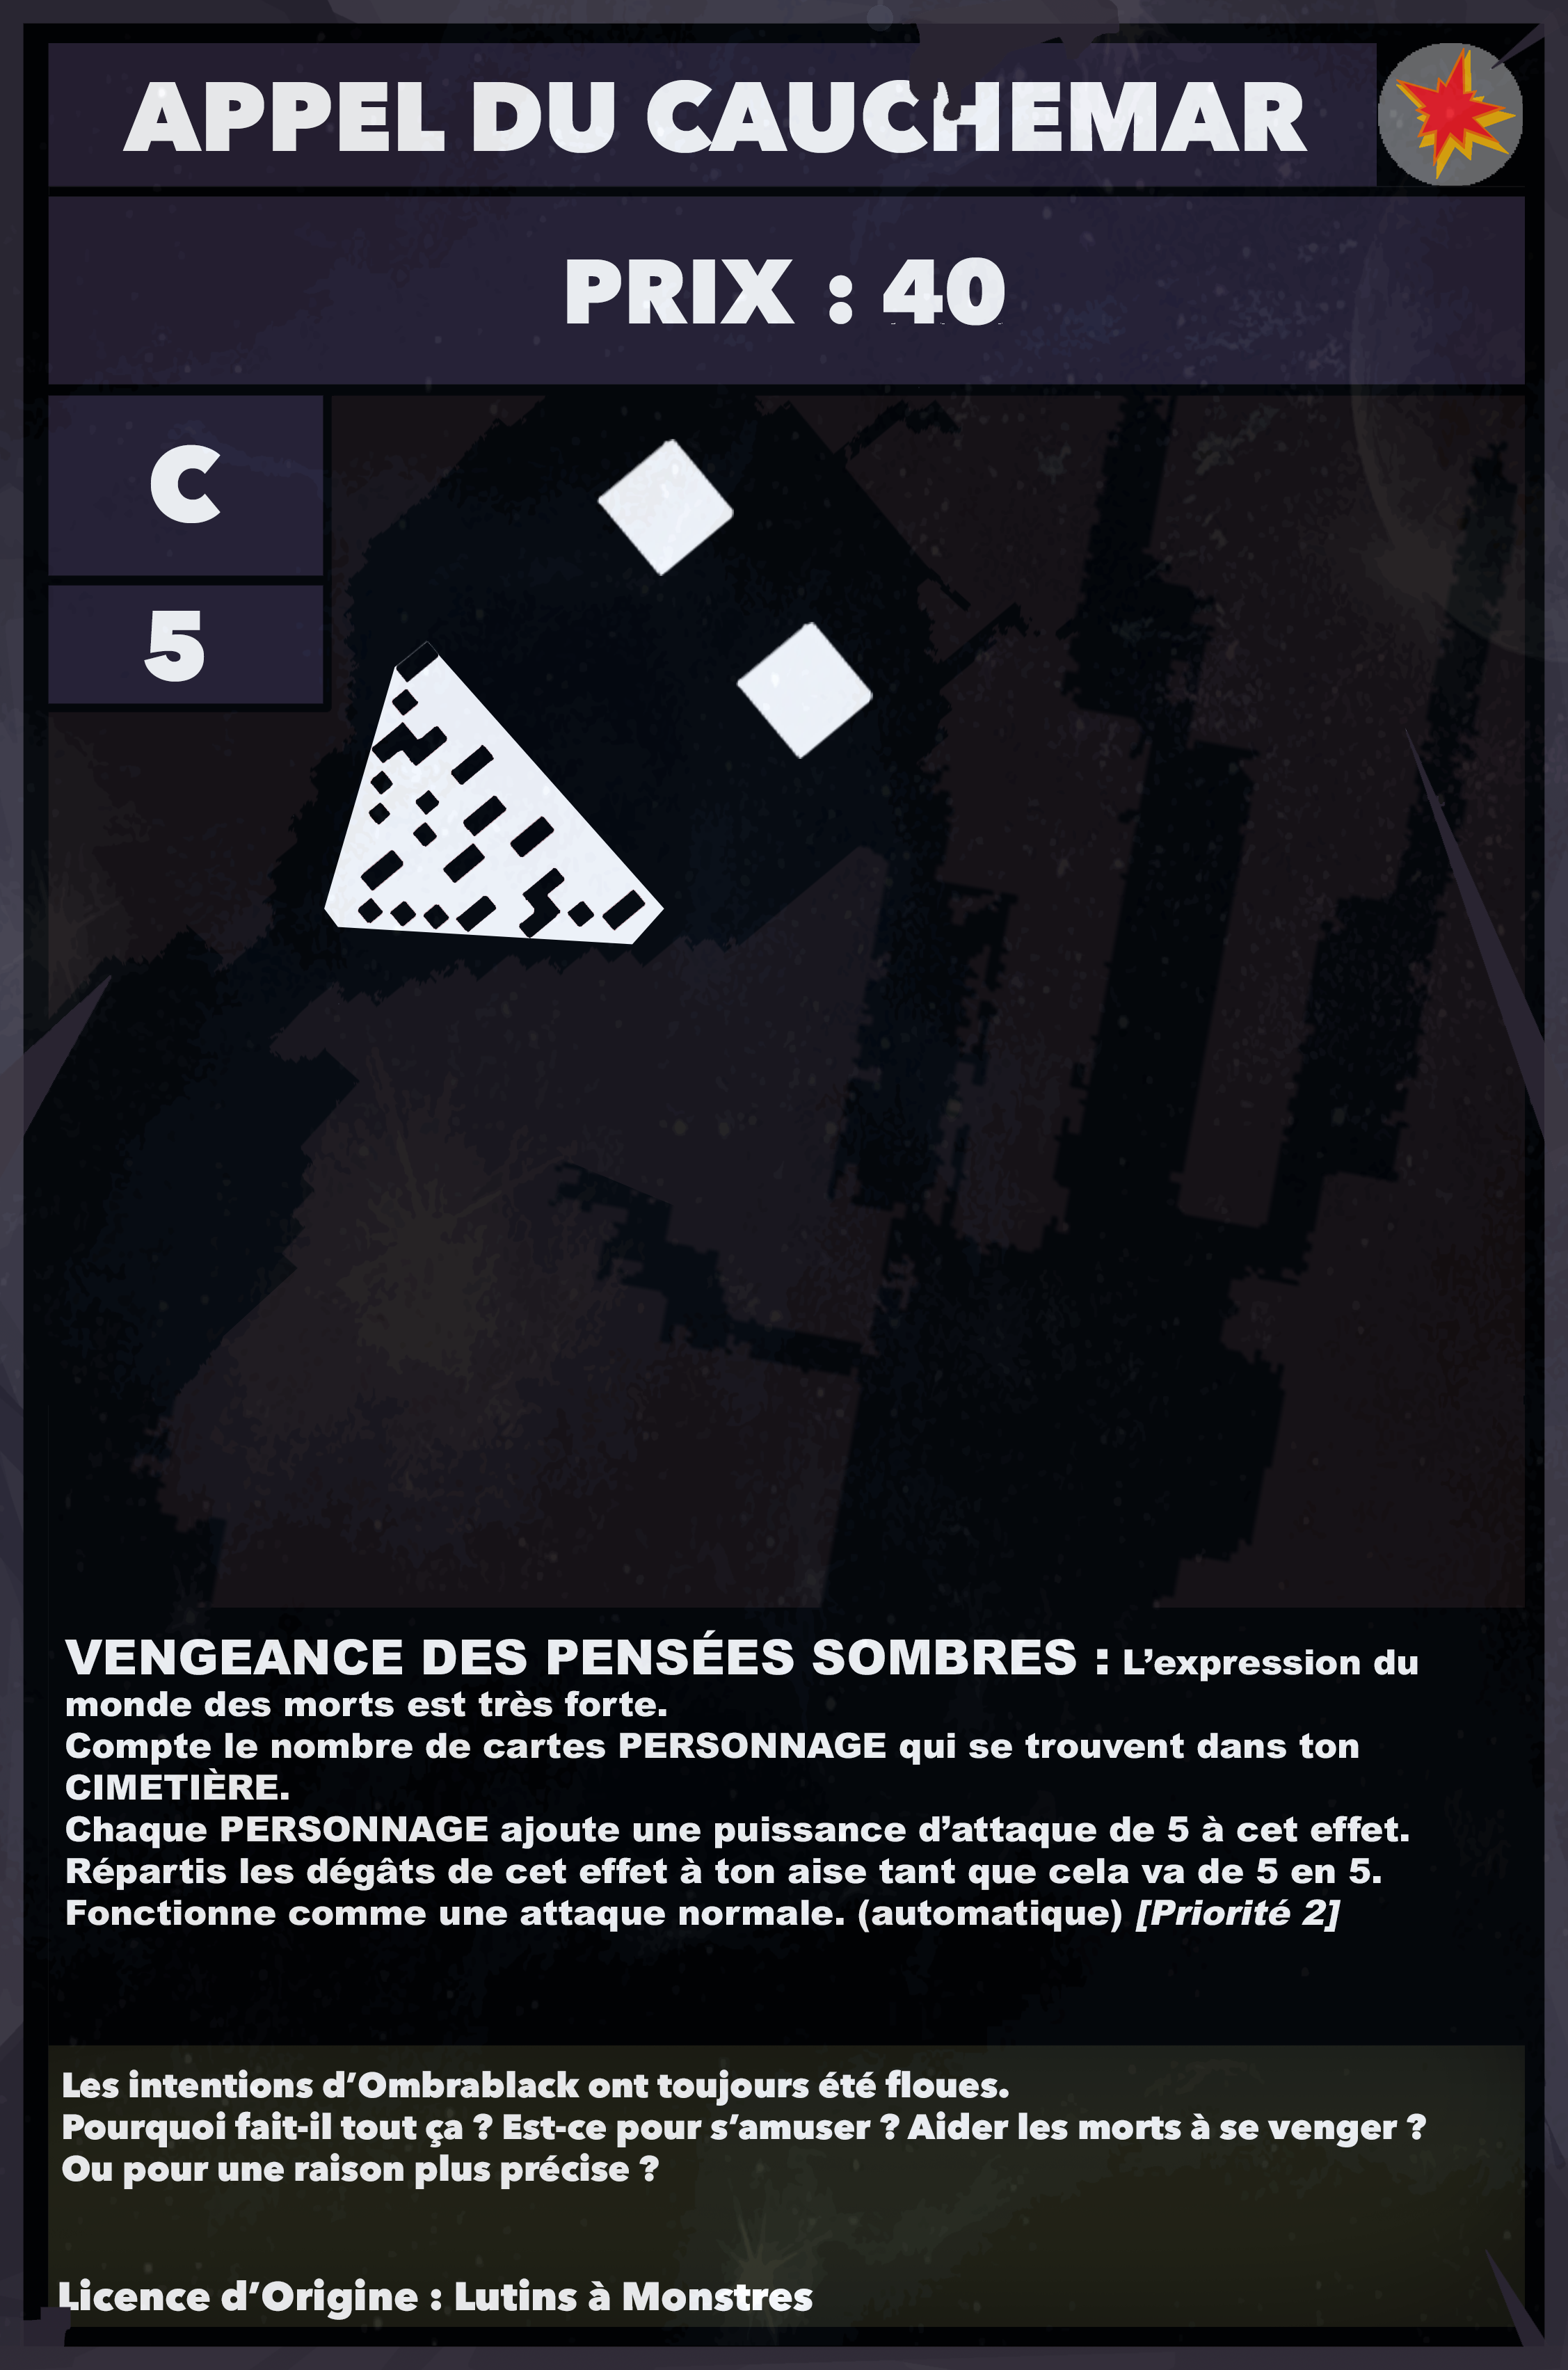 APPEL DU CAUCHEMAR
PRIX : 40
C
5
VENGEANCE DES PENSÉES SOMBRES : L’expression du
monde des morts est très forte.
Compte le nombre de cartes PERSONNAGE qui se trouvent dans ton
CIMETIÈRE.
Chaque PERSONNAGE ajoute une puissance d’attaque de 5 à cet effet.
Répartis les dégâts de cet effet à ton aise tant que cela va de 5 en 5.
Fonctionne comme une attaque normale. (automatique) [Priorité 2]
Les intentions d’Ombrablack ont toujours été floues.
Pourquoi fait-il tout ça ? Est-ce pour s’amuser ? Aider les morts à se venger ?
Ou pour une raison plus précise ?
Licence d’Origine : Lutins à Monstres